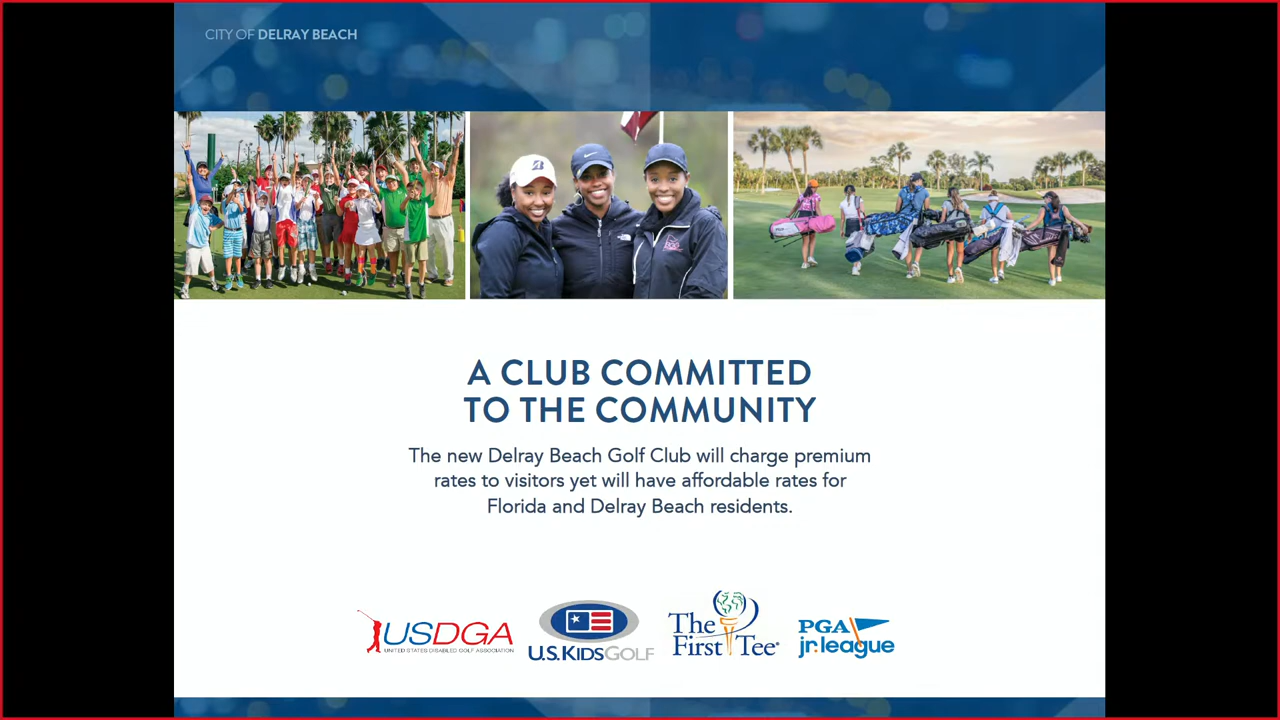 CITY OF DELRAY BEACH
B
A CLUB COMMITTED
TO THE COMMUNITY
The new Delray Beach Golf Club will charge premium
rates to visitors yet will have affordable rates for
Florida and Delray Beach residents.
USDGA
UNITED STATES DISABLED GOLF ASSOCIATION
U.S. KIDSGOLF
The
First Tee®
PGA
jr.league